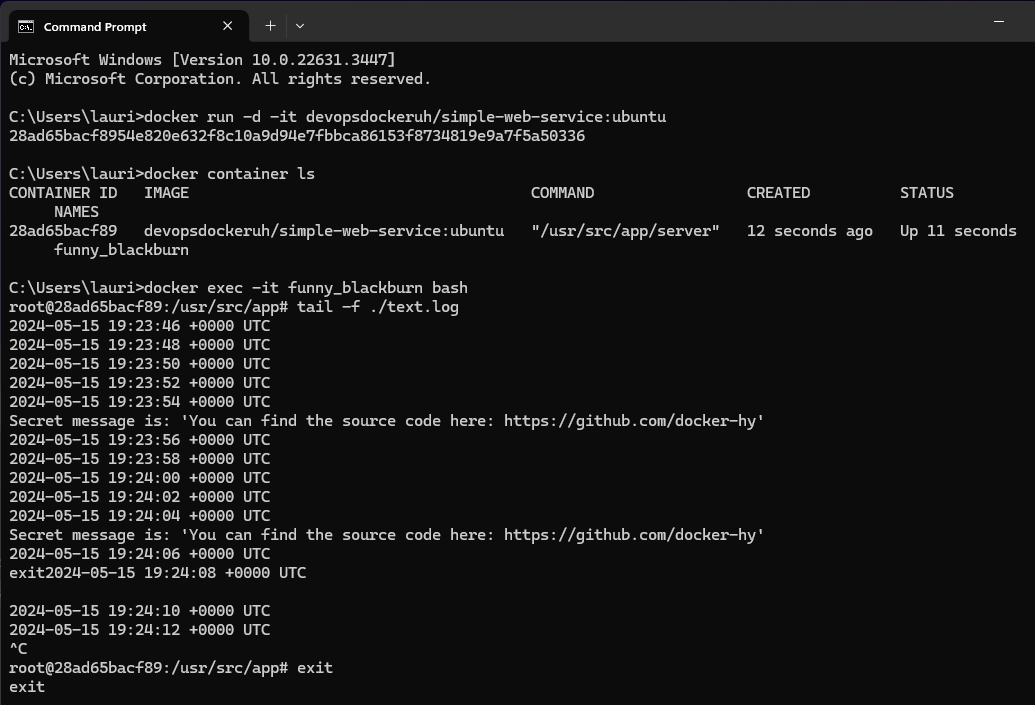 Command Prompt
Microsoft Windows [Version 10.0.22631.3447]
(c) Microsoft Corporation. All rights reserved.
C:\Users\lauri>docker run -d -it devopsdockeruh/simple-web-service:ubuntu
28ad65bacf8954e820e632f8c10a9d94e7fbbca86153f8734819e9a7f5a50336
C:\Users\lauri>docker container ls
CONTAINER ID   IMAGE                                      COMMAND                 CREATED          STATUS
     NAMES
28ad65bacf89   devopsdockeruh/simple-web-service:ubuntu   "/usr/src/app/server"   12 seconds ago   Up 11 seconds
     funny_blackburn
C:\Users\lauri>docker exec -it funny_blackburn bash
root@28ad65bacf89:/usr/src/app# tail -f ./text.log
2024-05-15 19:23:46 +0000 UTC
2024-05-15 19:23:48 +0000 UTC
2024-05-15 19:23:50 +0000 UTC
2024-05-15 19:23:52 +0000 UTC
2024-05-15 19:23:54 +0000 UTC
Secret message is: 'You can find the source code here: https://github.com/docker-hy'
2024-05-15 19:23:56 +0000 UTC
2024-05-15 19:23:58 +0000 UTC
2024-05-15 19:24:00 +0000 UTC
2024-05-15 19:24:02 +0000 UTC
2024-05-15 19:24:04 +0000 UTC
Secret message is: 'You can find the source code here: https://github.com/docker-hy'
2024-05-15 19:24:06 +0000 UTC
exit2024-05-15 19:24:08 +0000 UTC
2024-05-15 19:24:10 +0000 UTC
2024-05-15 19:24:12 +0000 UTC
^C
root@28ad65bacf89:/usr/src/app# exit
exit